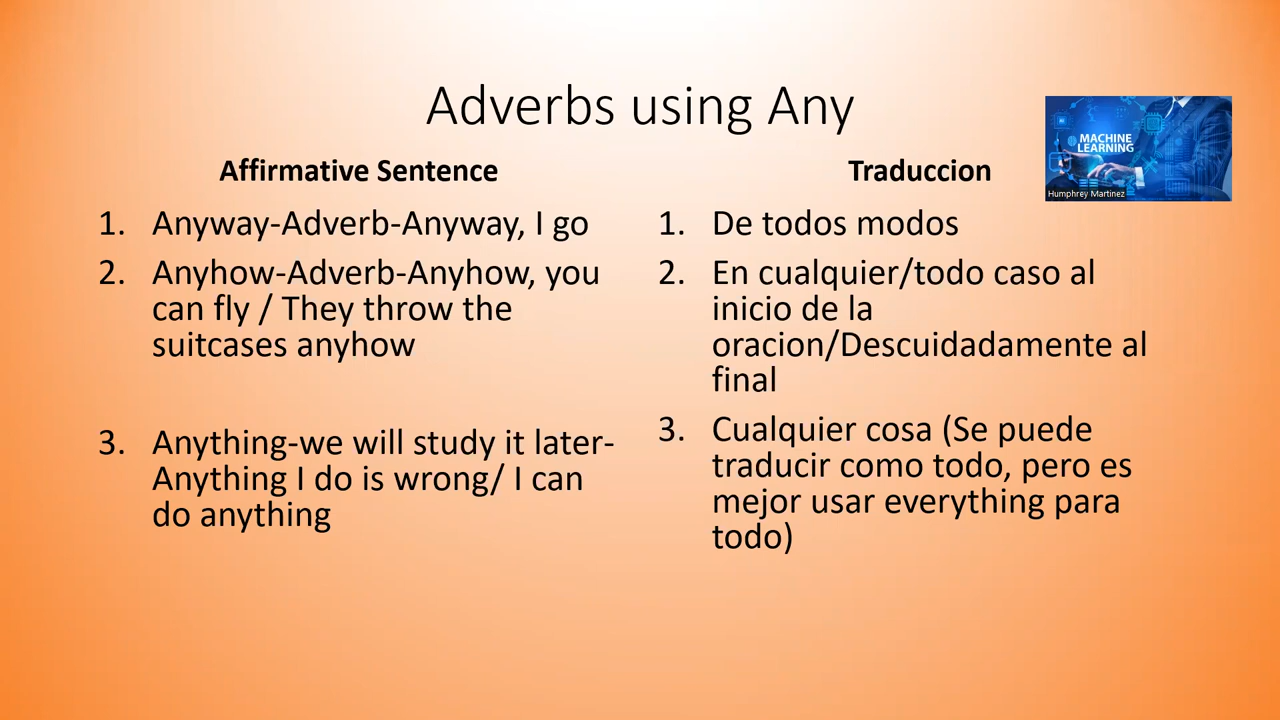 Adverbs using Any
Affirmative Sentence
1. Anyway-Adverb-Anyway, I go
2. Anyhow-Adverb-Anyhow, you
can fly / They throw the
suitcases anyhow
3. Anything-we will study it later-
Anything I do is wrong/ I can
do anything
Traduccion
1. De todos modos
2. En cualquier/todo caso al
inicio de la
oracion/Descuidadamente al
final
3. Cualquier cosa (Se puede
traducir como todo, pero es
mejor usar everything para
todo)
MACHINE
LEARNING
Humphrey Martinez